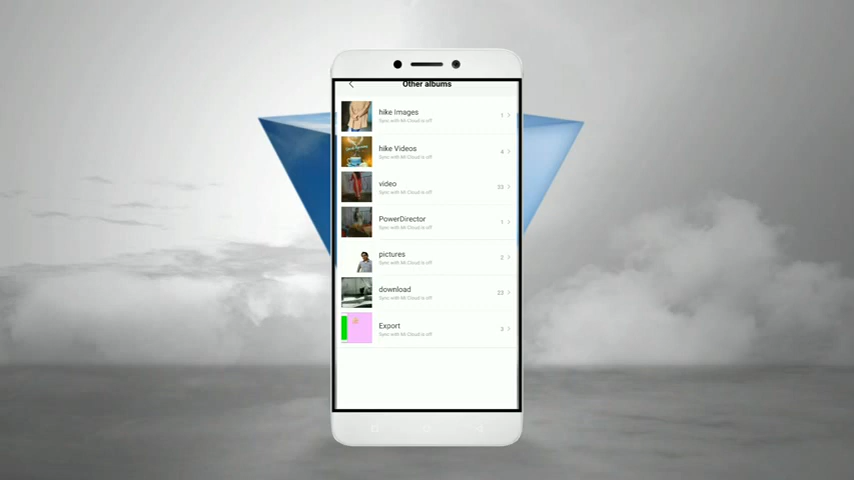 Other albums
hike Images
Sync with Mi Cloud is off
1
hike Videos
Sync with Mi Cloud is off
4
video
Sync with Mi Cloud is off
33
PowerDirector
Sync with Mi Cloud is off
1
pictures
Sync with Mi Cloud is off
2
download
Sync with Mi Cloud is off
22
Export
Sync with Mi Cloud is off
3